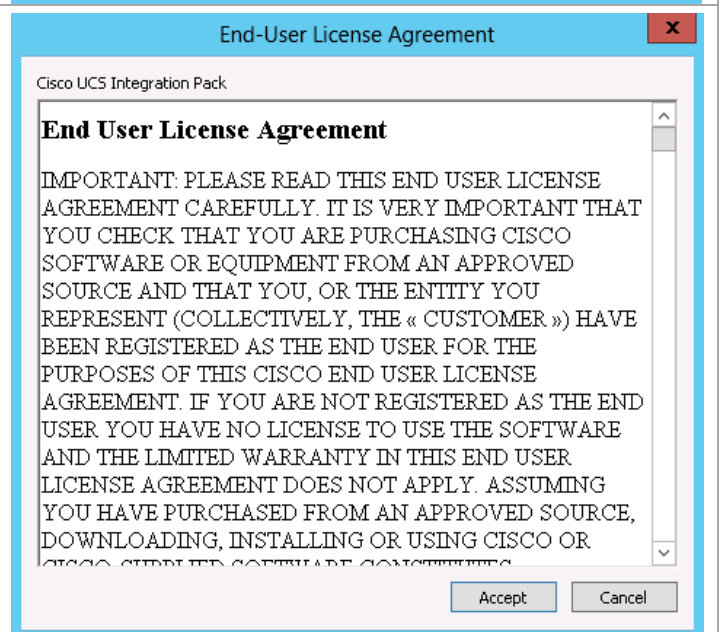 End-User License Agreement
x
Cisco UCS Integration Pack
End User License Agreement
IMPORTANT: PLEASE READ THIS END USER LICENSE
AGREEMENT CAREFULLY. IT IS VERY IMPORTANT THAT
YOU CHECK THAT YOU ARE PURCHASING CISCO
SOFTWARE OR EQUIPMENT FROM AN APPROVED
SOURCE AND THAT YOU, OR THE ENTITY YOU
REPRESENT (COLLECTIVELY, THE « CUSTOMER ») HAVE
BEEN REGISTERED AS THE END USER FOR THE
PURPOSES OF THIS CISCO END USER LICENSE
AGREEMENT. IF YOU ARE NOT REGISTERED AS THE END
USER YOU HAVE NO LICENSE TO USE THE SOFTWARE
AND THE LIMITED WARRANTY IN THIS END USER
LICENSE AGREEMENT DOES NOT APPLY. ASSUMING
YOU HAVE PURCHASED FROM AN APPROVED SOURCE,
DOWNLOADING, INSTALLING OR USING CISCO OR
CISCO-SUPPLIED SOFTWARE CONSTITUTES
Accept
Cancel